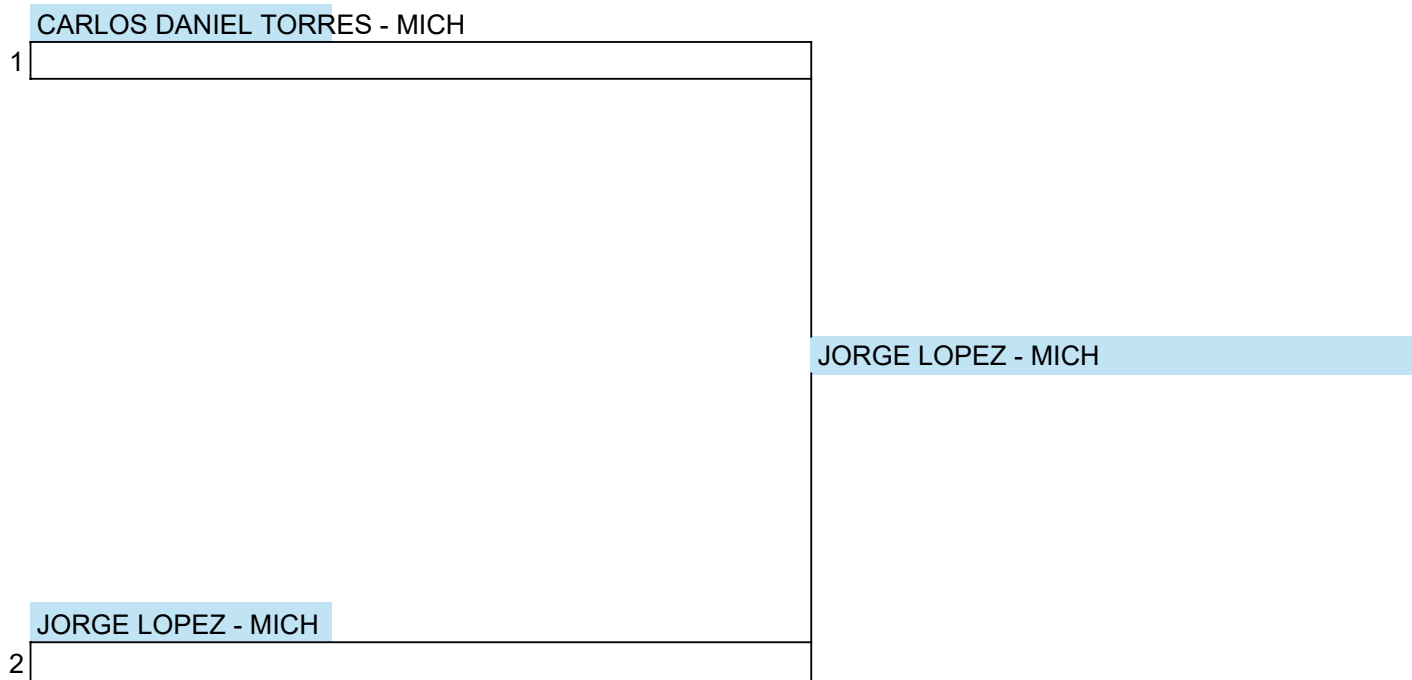 CARLOS DANIEL TORRES - MICH
1
JORGE LOPEZ - MICH
JORGE LOPEZ - MICH
2